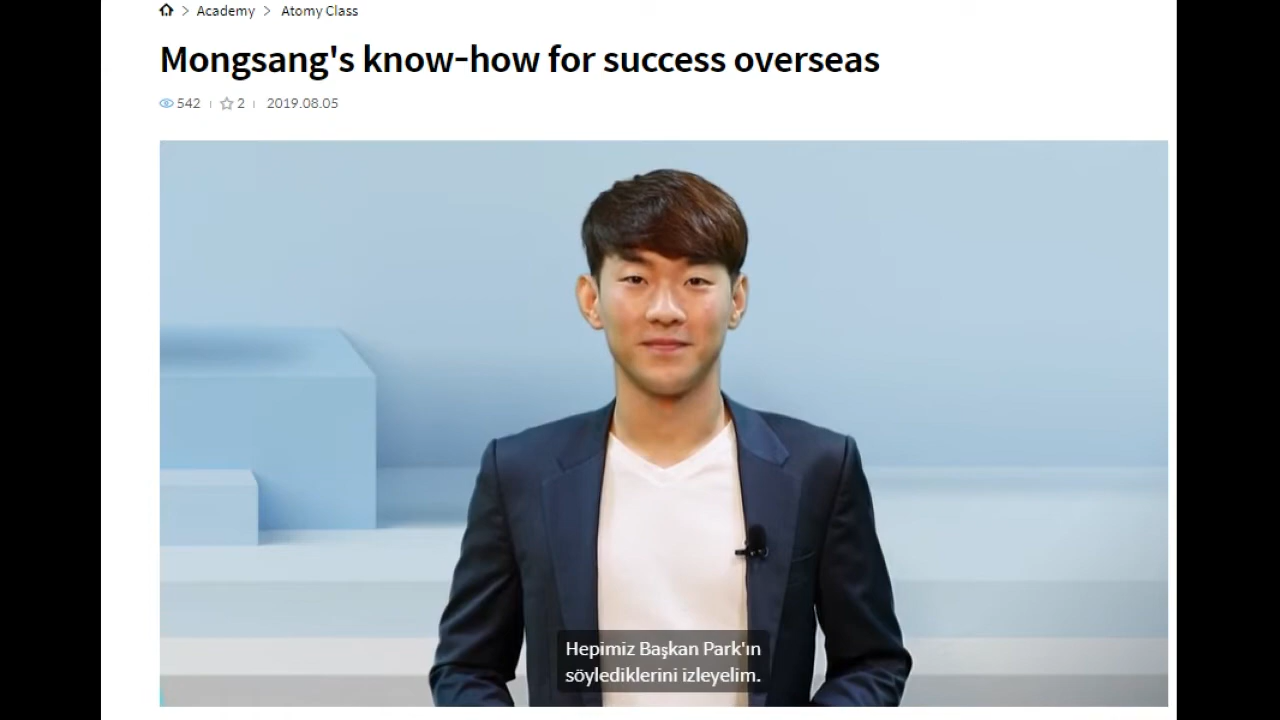 Academy > Atomy Class
Mongsang's know-how for success overseas
542 2 2019.08.05
Hepimiz Başkan Park'ın
söylediklerini izleyelim.